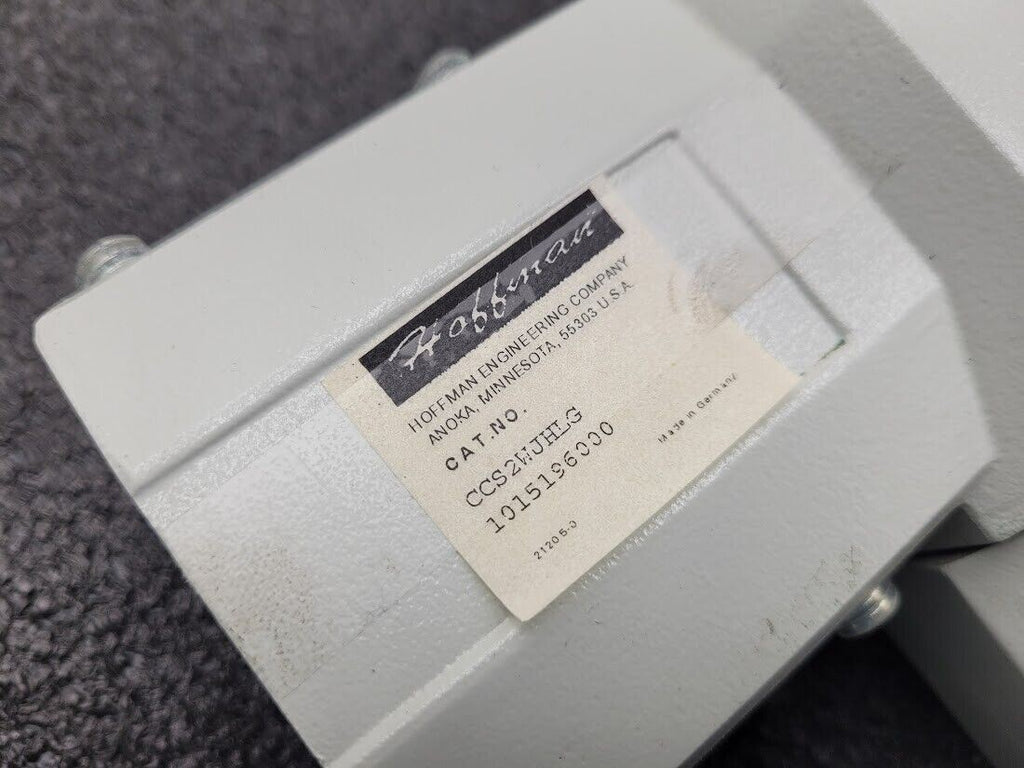 Hoffman
HOFFMAN ENGINEERING COMPANY
ANOKA, MINNESOTA, 55303 U.S.A.
CAT.NO.
CCS2WJHLG
1015196000
Made in Germany
21205-0